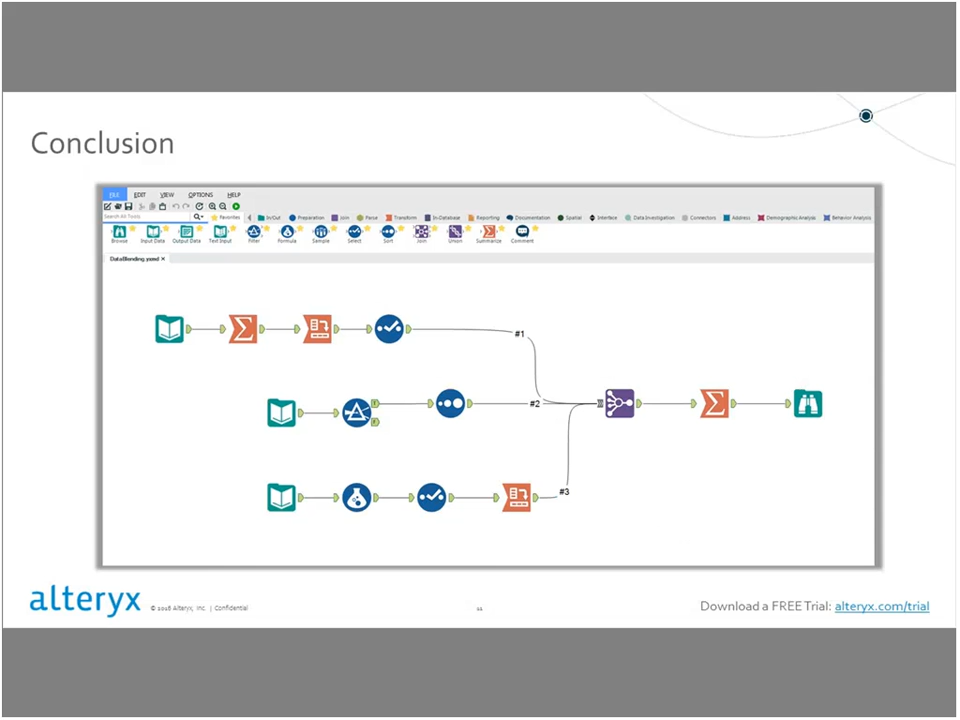 Conclusion
FILE EDIT VIEW OPTIONS HELP
Search All Tools Favorites In/Out Preparation Join Parse Transform In-Database Reporting Documentation Spatial Interface Data Investigation Connectors Address Demographic Analysis Behavior Analysis
Browse Input Data Output Data Text Input Filter Formula Sample Select Sort Join Union Summarize Comment
DataBlending.yxmd
#1
#2
#3
alteryx © 2018 Alteryx, Inc. | Confidential Download a FREE Trial: alteryx.com/trial